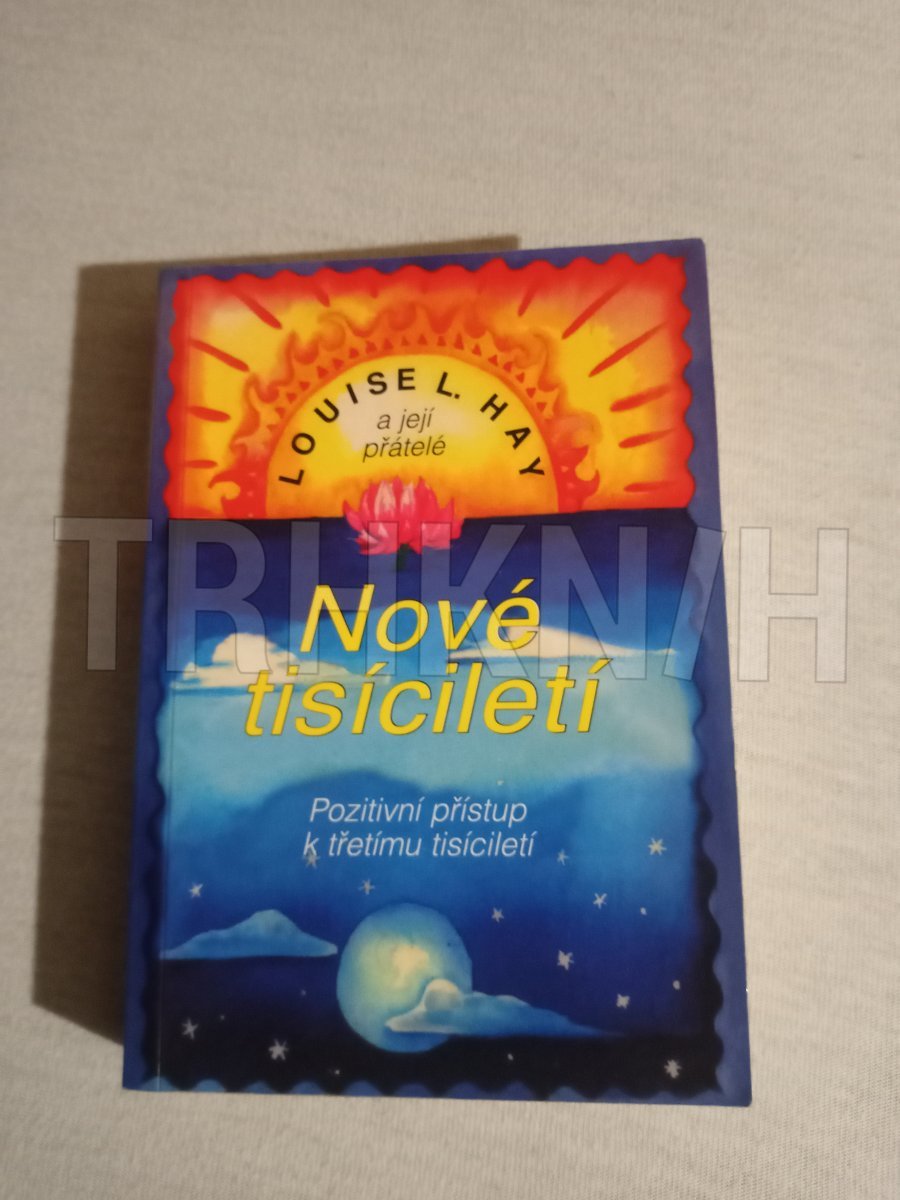 LOUISE L. HAY
a její
přátelé
TRHKNIH
Nové
tisíciletí
Pozitivní přístup
k třetímu tisíciletí